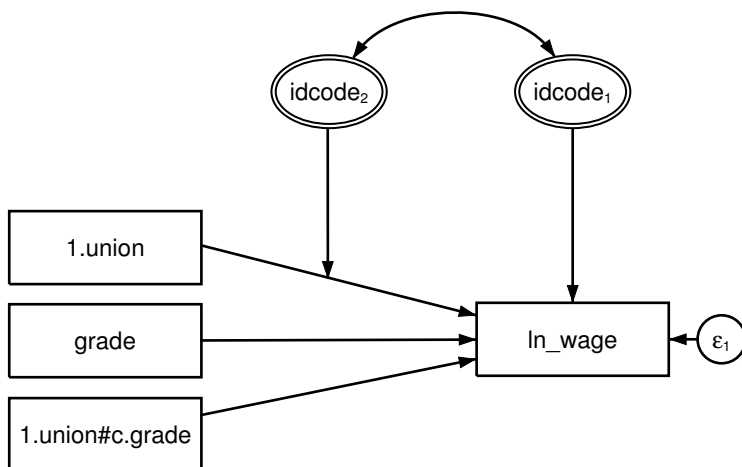 idcode₂
idcode₁
1.union
grade
ln_wage
ε₁
1.union#c.grade